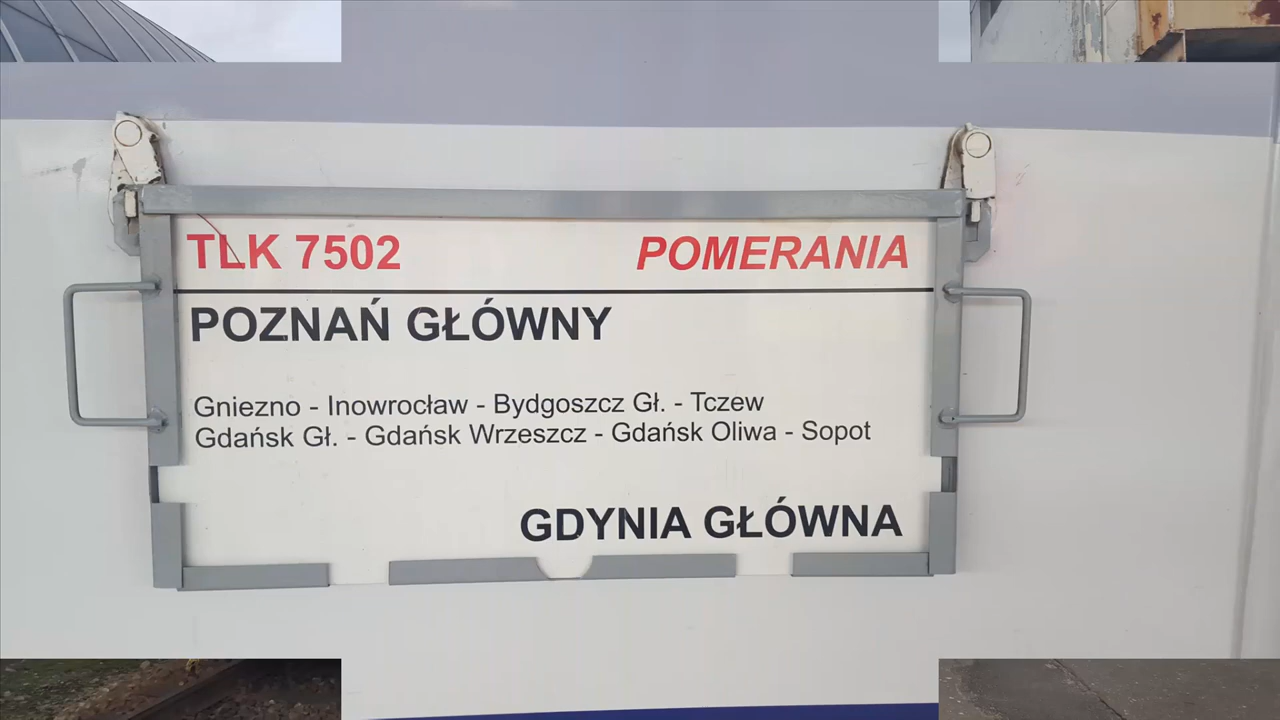 TLK 7502 POMERANIA
POZNAŃ GŁÓWNY
Gniezno - Inowrocław - Bydgoszcz Gł. - Tczew
Gdańsk Gł. - Gdańsk Wrzeszcz - Gdańsk Oliwa - Sopot
GDYNIA GŁÓWNA